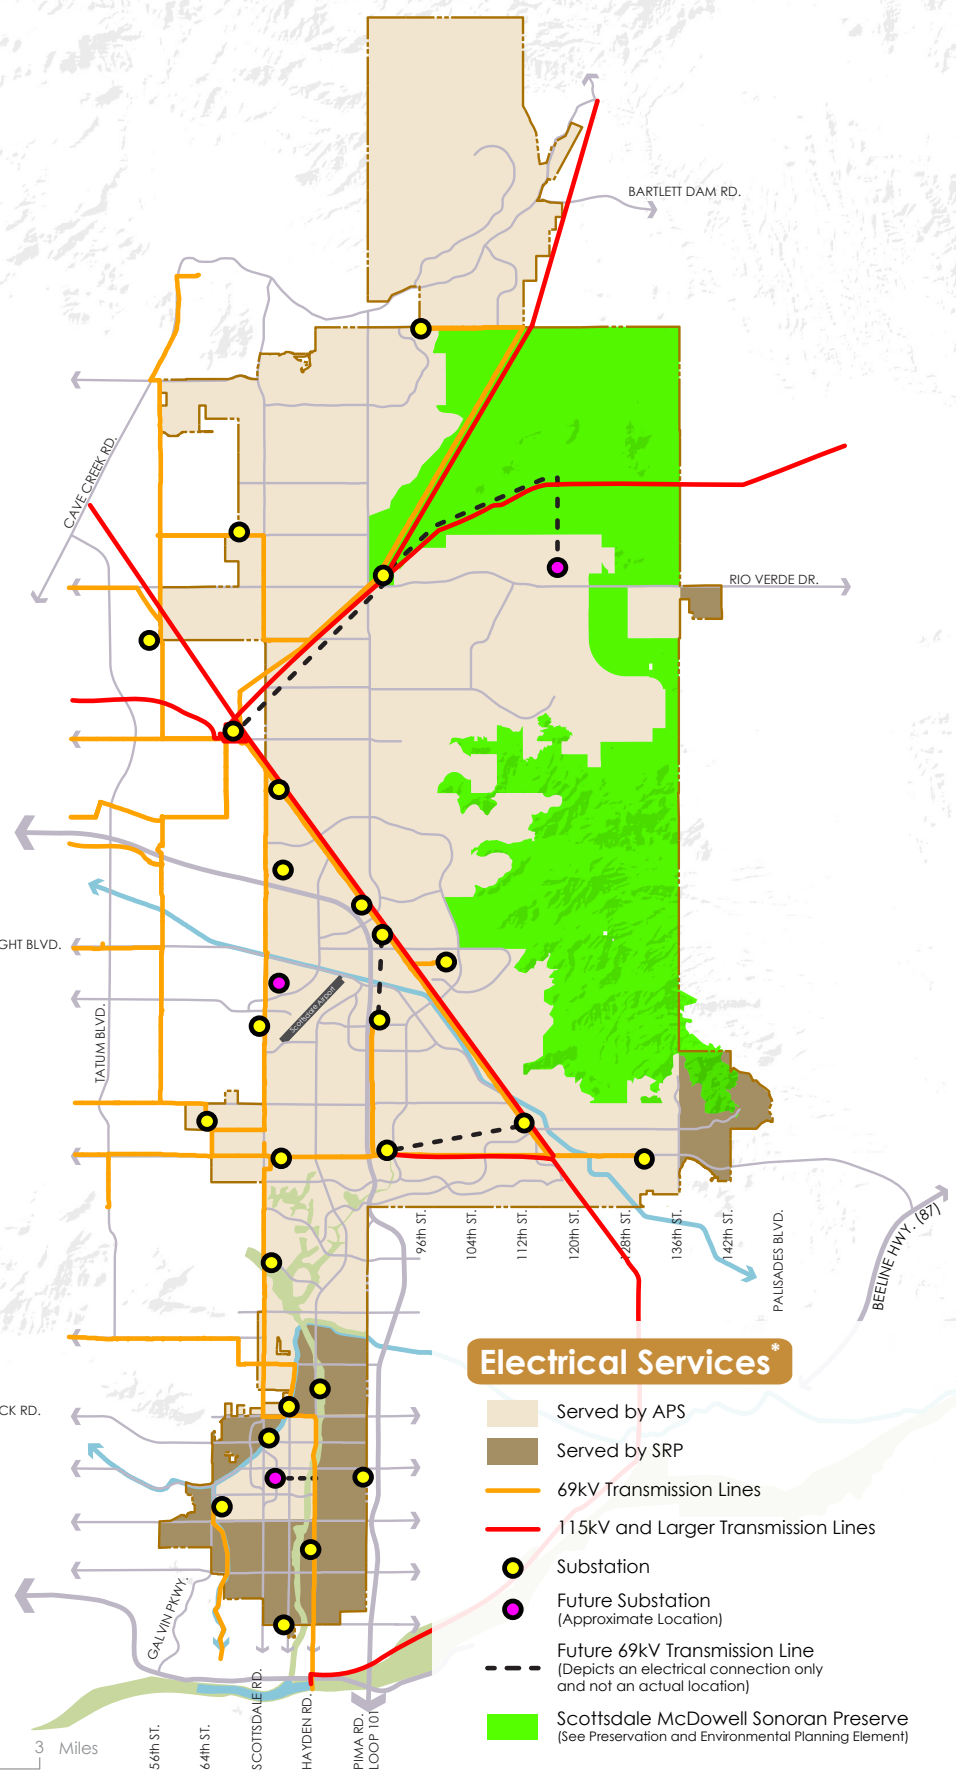 BARTLETT DAM RD.
CAVE CREEK RD.
RIO VERDE DR.
GHT BLVD.
Scottsdale Airport
TATUM BLVD.
96th ST.
104th ST.
112th ST.
120th ST.
128th ST.
136th ST.
142th ST.
PALISADES BLVD.
BEELINE HWY. (87)
CK RD.
GALVIN PKWY.
56th ST.
64th ST.
SCOTTSDALE RD.
HAYDEN RD.
PIMA RD.
LOOP 101
3 Miles
Electrical Services*
Served by APS
Served by SRP
69kV Transmission Lines
115kV and Larger Transmission Lines
Substation
Future Substation
(Approximate Location)
Future 69kV Transmission Line
(Depicts an electrical connection only
and not an actual location)
Scottsdale McDowell Sonoran Preserve
(See Preservation and Environmental Planning Element)